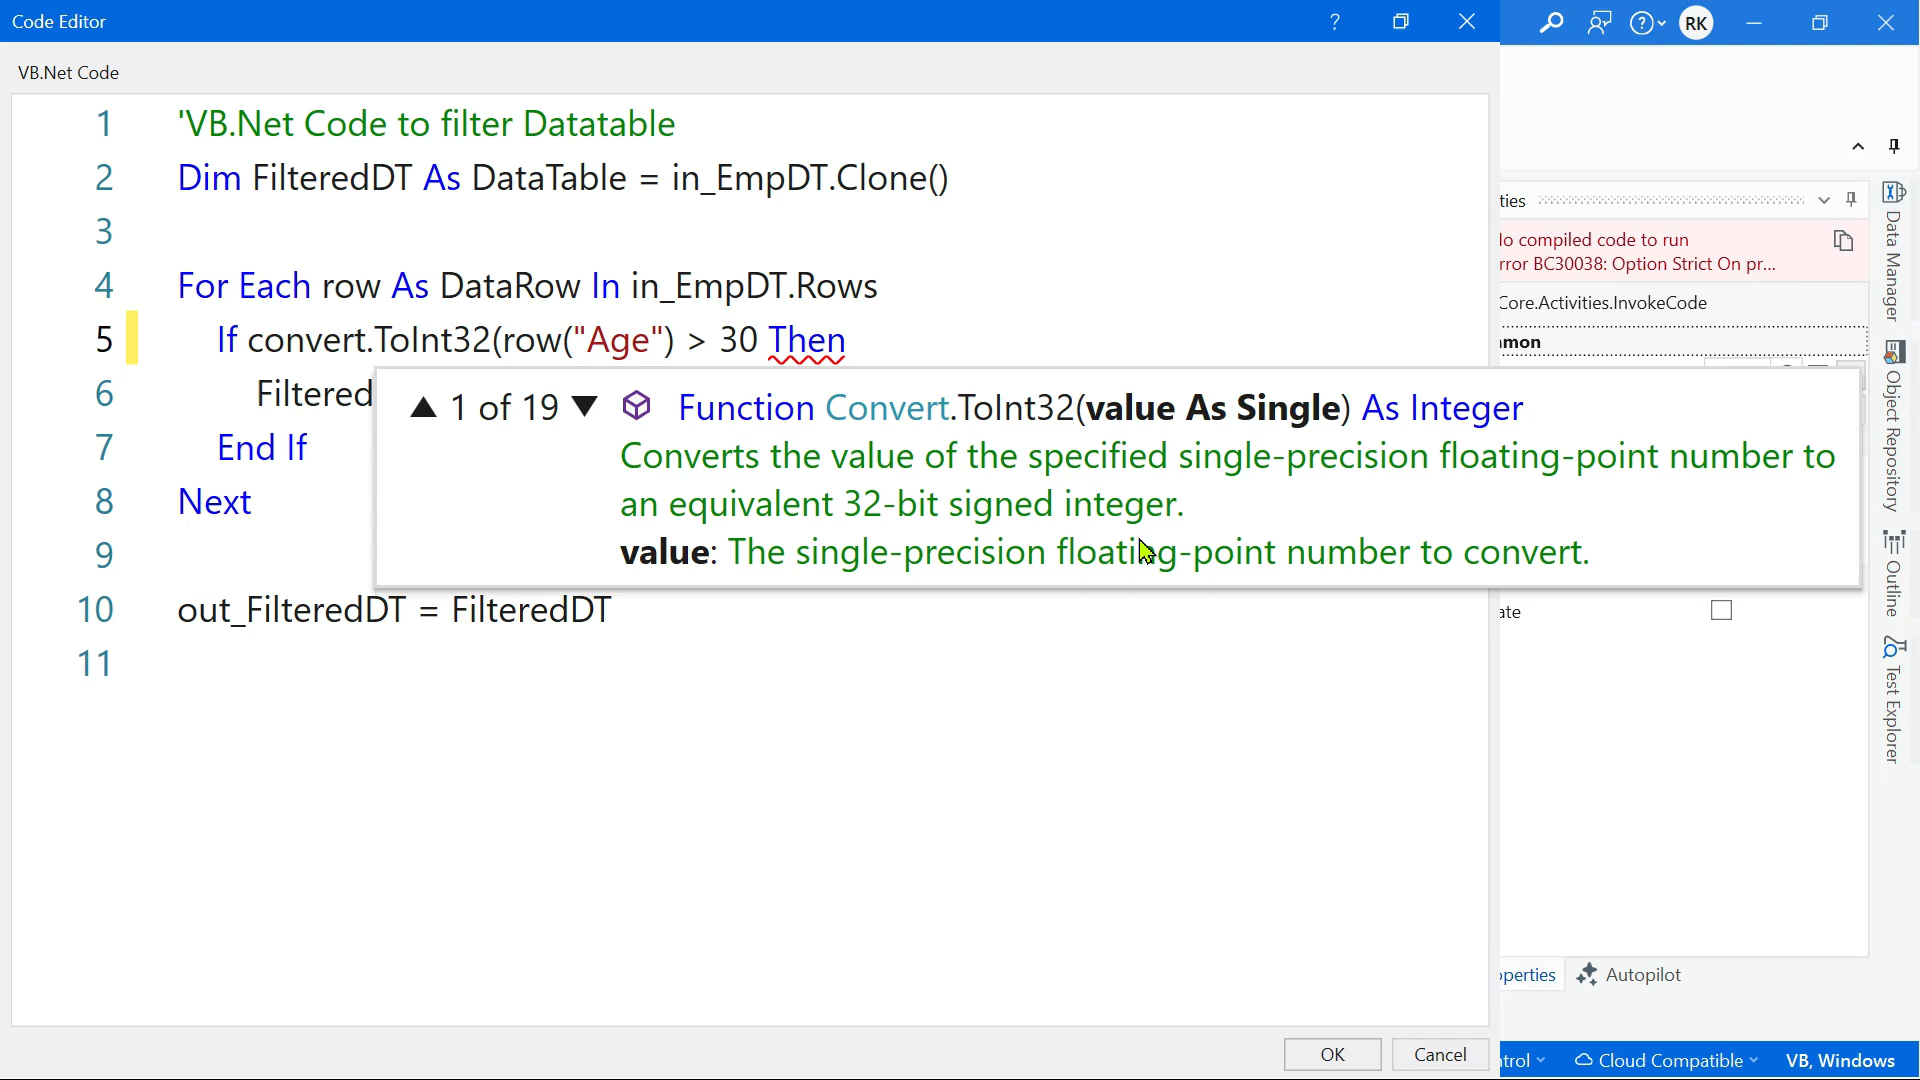 Code Editor
?
RK
VB.Net Code
1 'VB.Net Code to filter Datatable
2 Dim FilteredDT As DataTable = in_EmpDT.Clone()
3
4 For Each row As DataRow In in_EmpDT.Rows
5 If convert.ToInt32(row("Age") > 30 Then
6 Filtered
7 End If
8 Next
9
10 out_FilteredDT = FilteredDT
11
▲ 1 of 19 ▼ Function Convert.ToInt32(value As Single) As Integer
Converts the value of the specified single-precision floating-point number to
an equivalent 32-bit signed integer.
value: The single-precision floating-point number to convert.
ties
lo compiled code to run
rror BC30038: Option Strict On pr...
Core.Activities.InvokeCode
mon
ate
perties
Autopilot
Data Manager
Object Repository
Outline
Test Explorer
OK
Cancel
trol
Cloud Compatible
VB, Windows